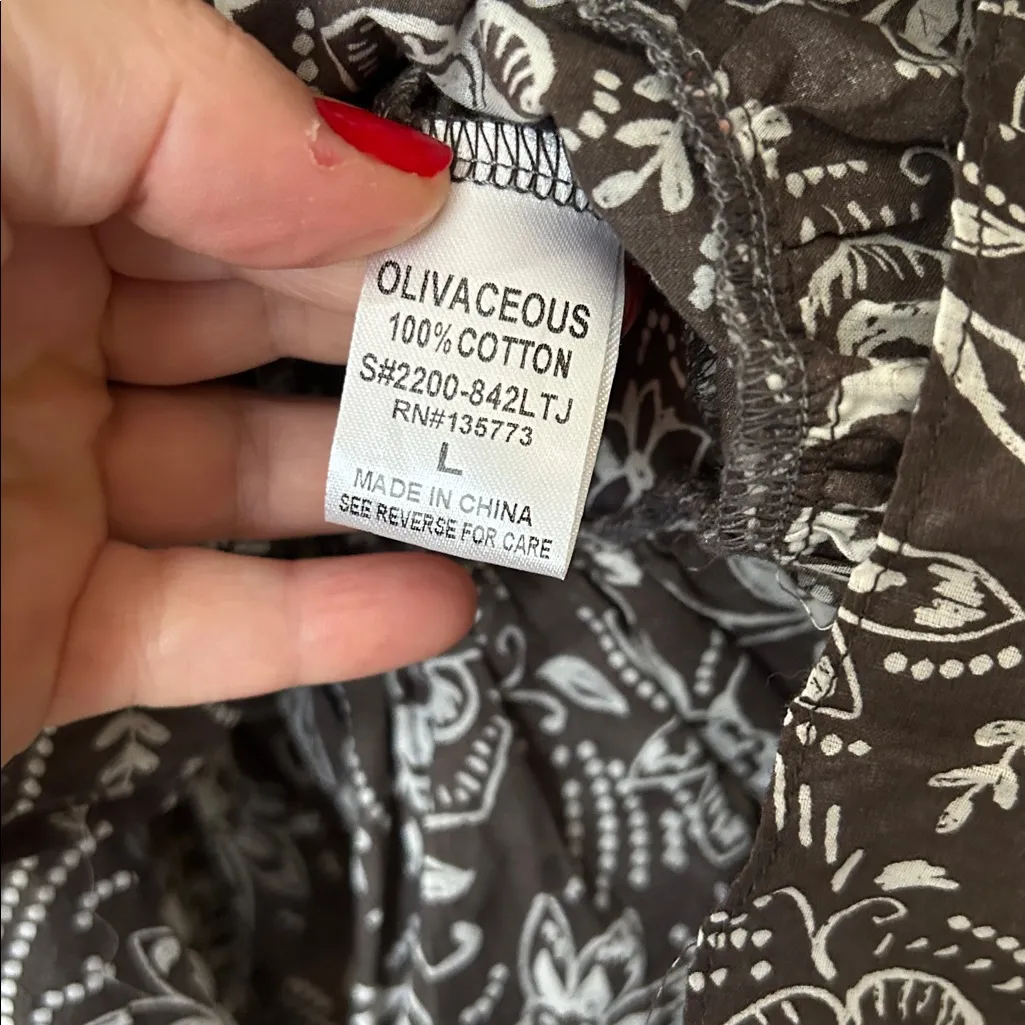 OLIVACEOUS
100% COTTON
S#2200-842LTJ
RN#135773
L
MADE IN CHINA
SEE REVERSE FOR CARE